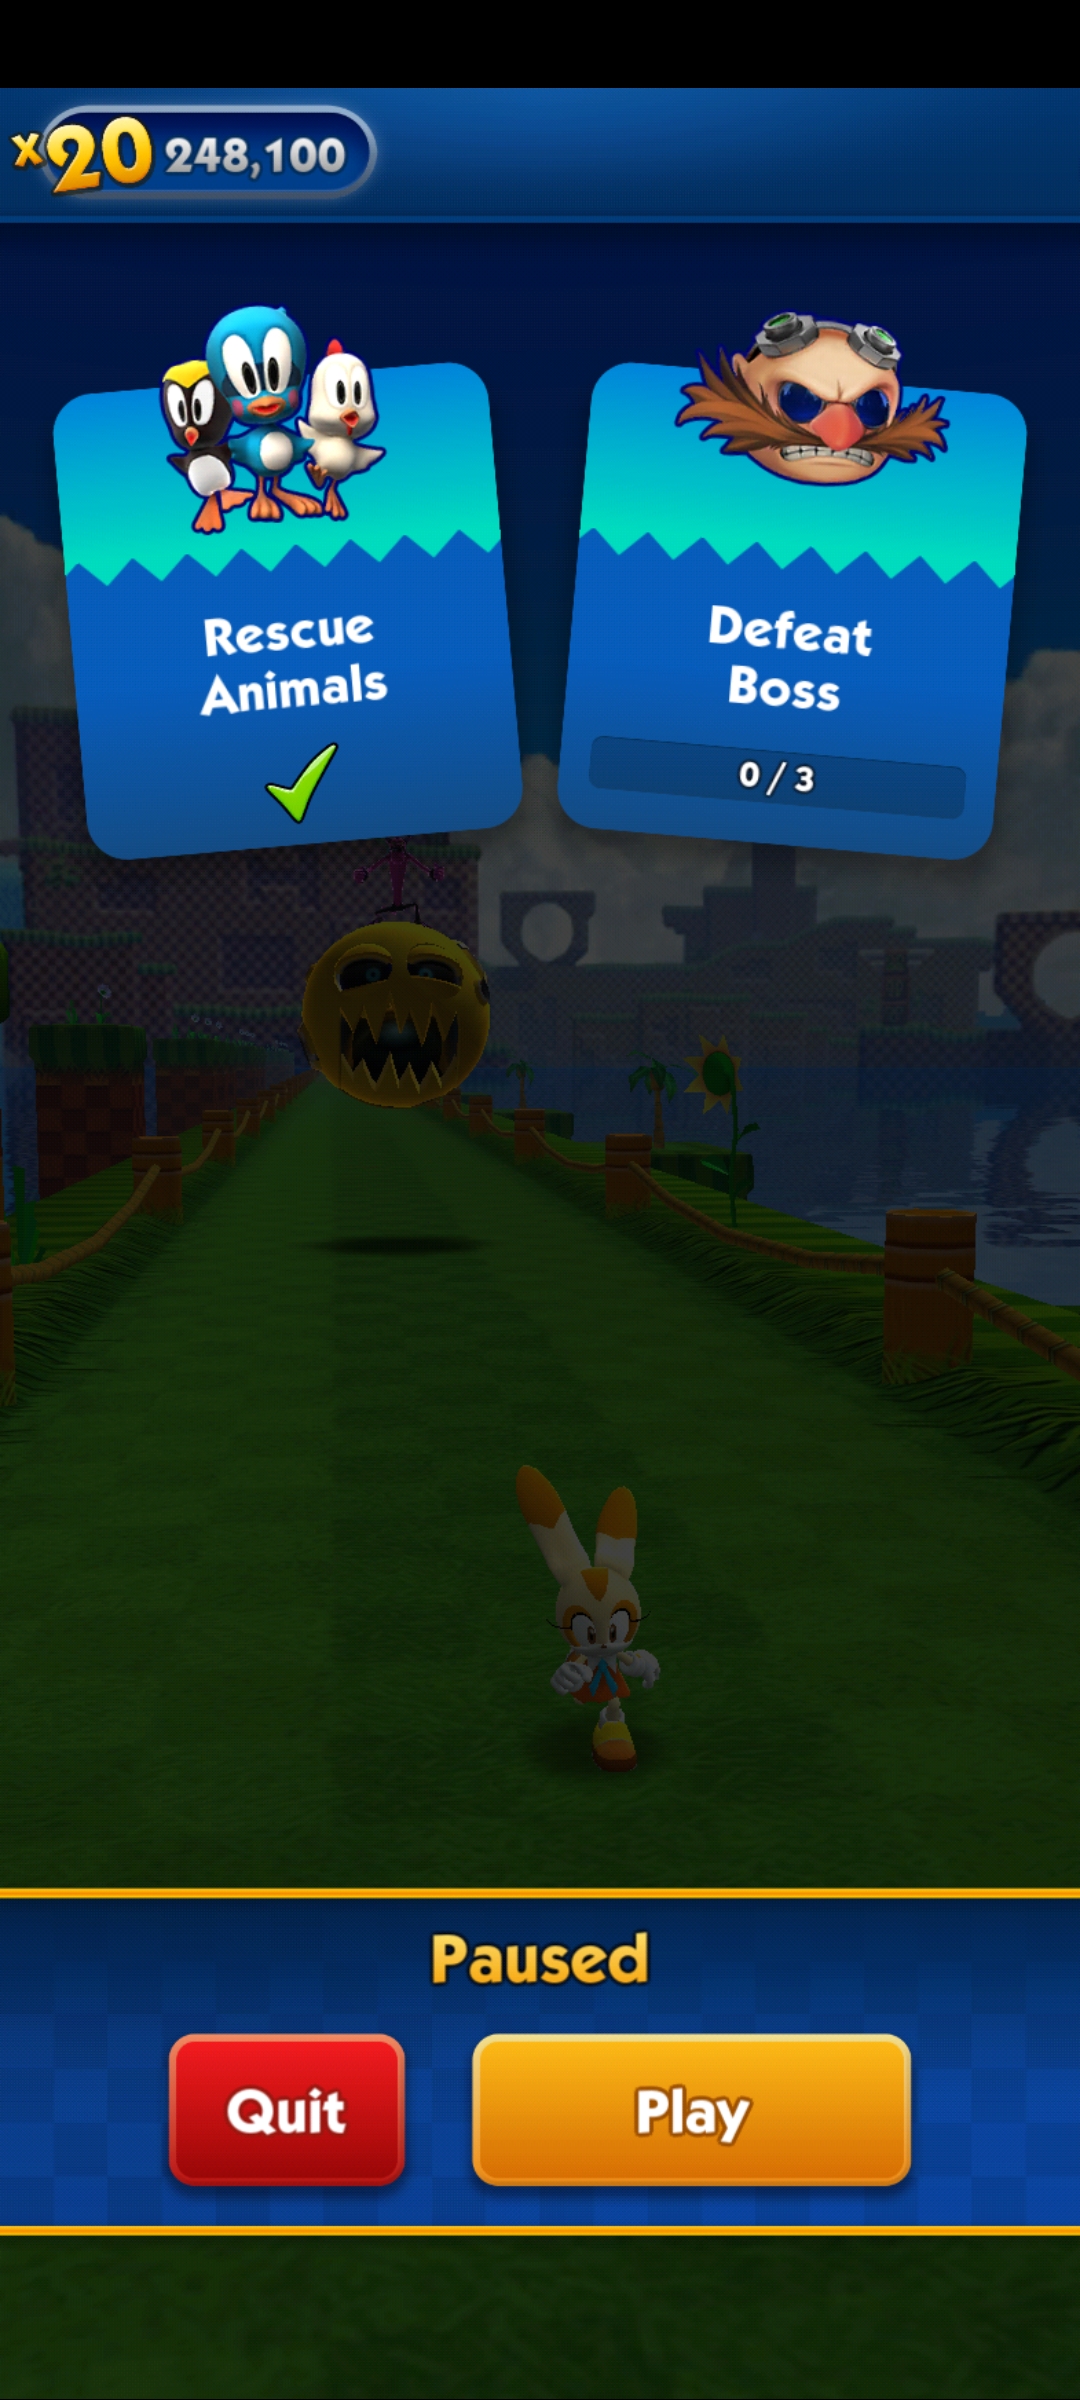 x20 248,100
Rescue
Animals
Defeat
Boss
0 / 3
Paused
Quit
Play